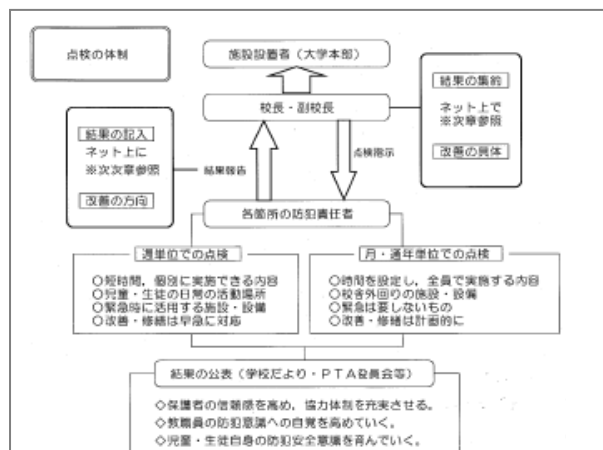 点検の体制
施設設置者（大学本部）
校長・副校長
結果の集約
ネット上で
※次章参照
改善の具体
結果の記入
ネット上に
※次次章参照
改善の方向
結果報告
点検指示
各箇所の防犯責任者
週単位での点検
○短時間，個別に実施できる内容
○児童・生徒の日常の活動場所
○緊急時に活用する施設・設備
○改善・修繕は早急に対応
月・通年単位での点検
○時間を設定し，全員で実施する内容
○校舎外回りの施設・設備
○緊急は要しないもの
○改善・修繕は計画的に
結果の公表（学校だより・ＰＴＡ役員会等）
◇保護者の信頼感を高め，協力体制を充実させる。
◇教職員の防犯意識への自覚を高めていく。
◇児童・生徒自身の防犯安全意識を育んでいく。